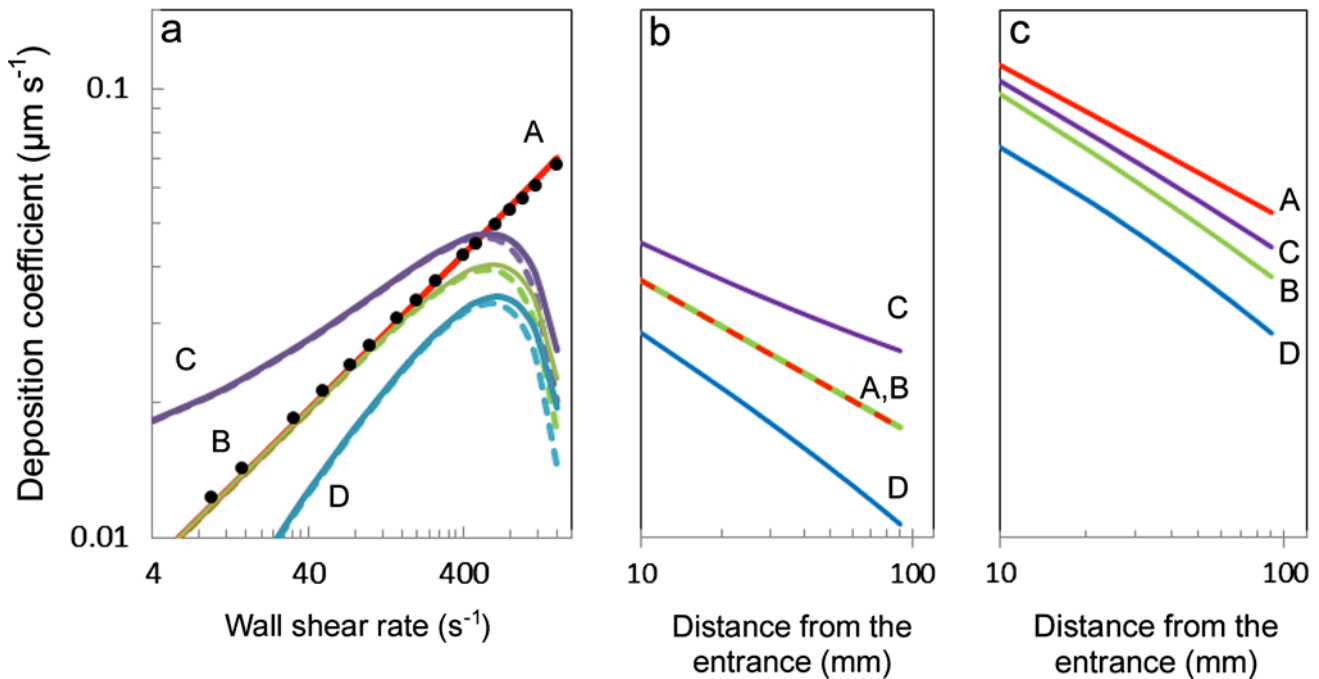 a
b
c
Deposition coefficient (µm s⁻¹)
0.1
0.01
A
B
C
D
4
40
400
Wall shear rate (s⁻¹)
C
A,B
D
10
100
Distance from the
entrance (mm)
A
C
B
D
10
100
Distance from the
entrance (mm)